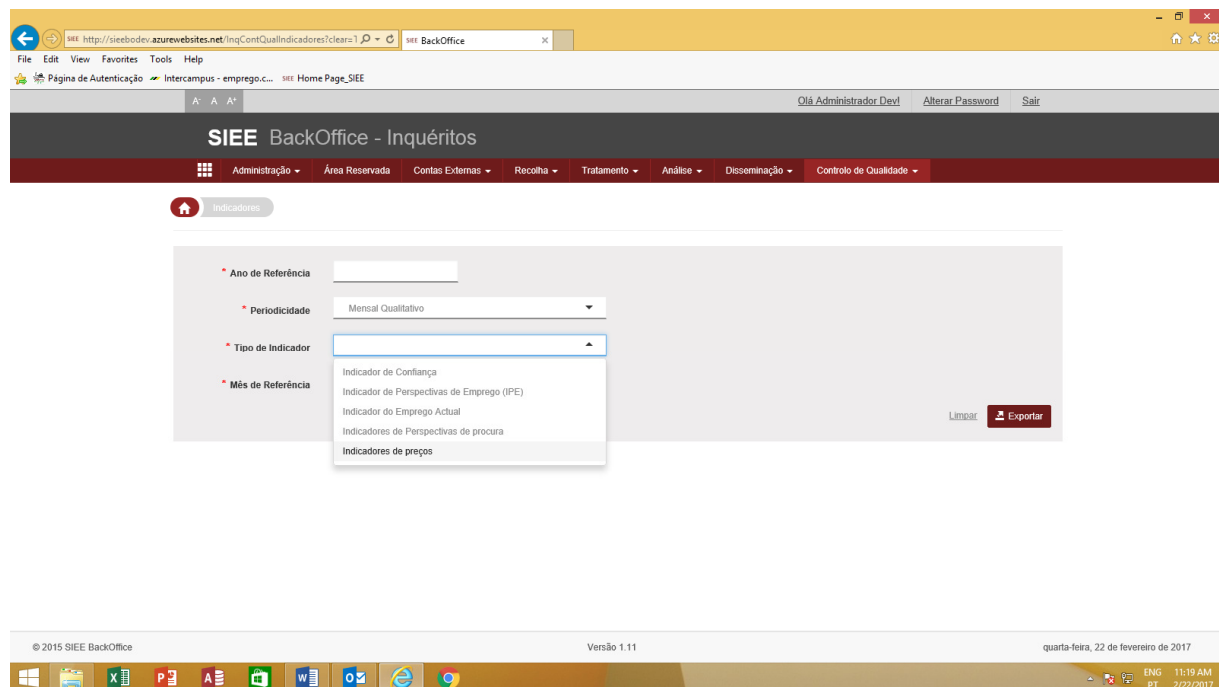 SIEE http://sieebodev.azurewebsites.net/InqContQualIndicadores?clear=1
SIEE BackOffice
File Edit View Favorites Tools Help
Página de Autenticação Intercampus - emprego.c... SIEE Home Page_SIEE
A- A A+ Olá Administrador Dev! Alterar Password Sair
SIEE BackOffice - Inquéritos
Administração Área Reservada Contas Externas Recolha Tratamento Análise Disseminação Controlo de Qualidade
Indicadores
* Ano de Referência
* Periodicidade Mensal Qualitativo
* Tipo de Indicador
Indicador de Confiança
* Mês de Referência
Indicador de Perspectivas de Emprego (IPE)
Indicador do Emprego Actual
Indicadores de Perspectivas de procura
Indicadores de preços
Limpar Exportar
© 2015 SIEE BackOffice Versão 1.11 quarta-feira, 22 de fevereiro de 2017
ENG 11:19 AM
PT 2/22/2017